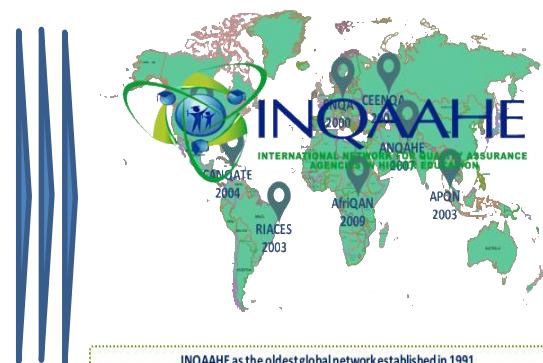 ENQA
2000
CEENQA
INQAAHE
INTERNATIONAL NETWORK FOR QUALITY ASSURANCE
AGENCIES IN HIGHER EDUCATION
ANQAHE
2007
CANQATE
2004
AfriQAN
2009
APQN
2003
RIACES
2003
INQAAHE as the oldest global network established in 1991